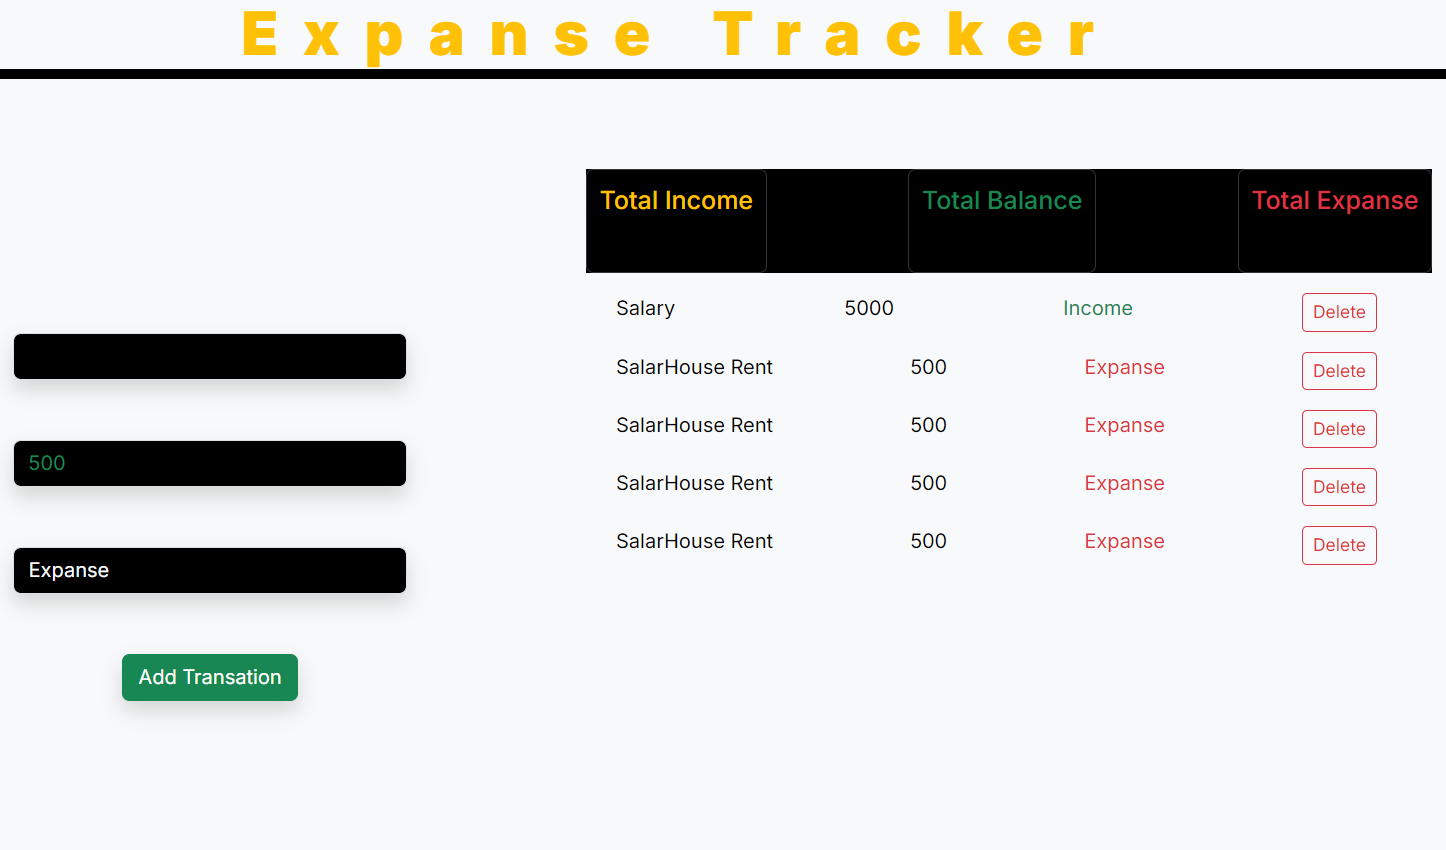 Expanse Tracker
Total Income Total Balance Total Expanse
Salary 5000 Income Delete
SalarHouse Rent 500 Expanse Delete
SalarHouse Rent 500 Expanse Delete
SalarHouse Rent 500 Expanse Delete
SalarHouse Rent 500 Expanse Delete
500
Expanse
Add Transation